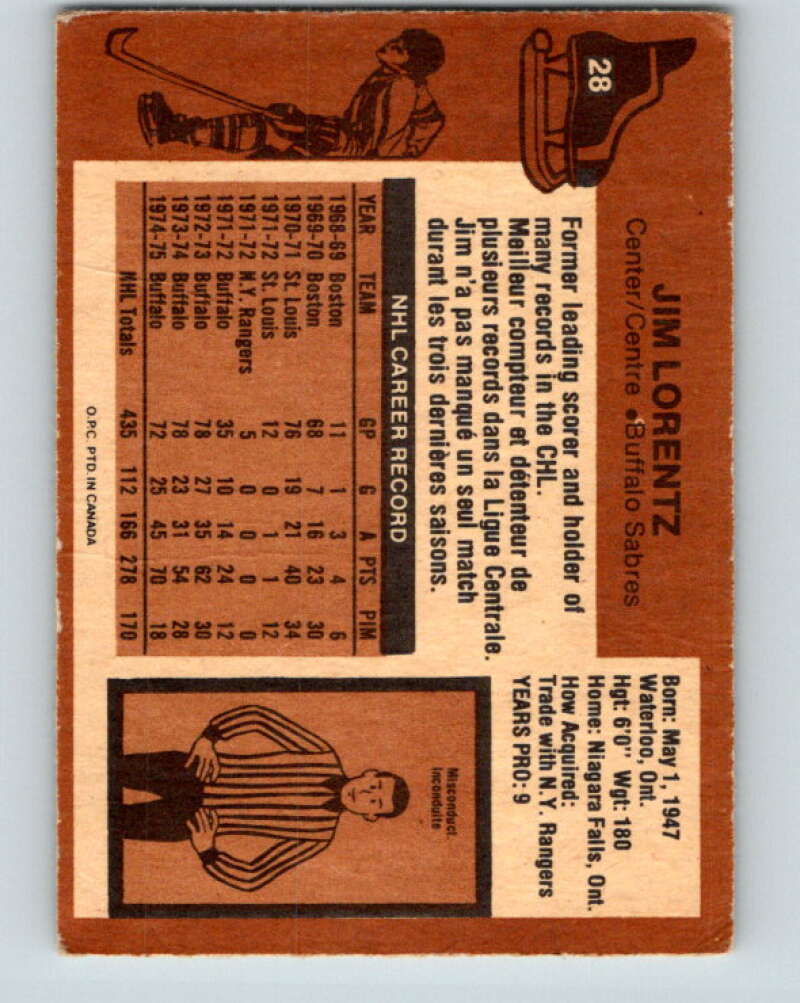 28
JIM LORENTZ
Center/Centre • Buffalo Sabres
Former leading scorer and holder of
many records in the CHL.
Meilleur compteur et détenteur de
plusieurs records dans la Ligue Centrale.
Jim n'a pas manqué un seul match
durant les trois dernières saisons.
Born: May 1, 1947
Waterloo, Ont.
Hgt: 6'0" Wgt: 180
Home: Niagara Falls, Ont.
How Acquired:
Trade with N.Y. Rangers
YEARS PRO: 9
NHL CAREER RECORD
YEAR TEAM GP G A PTS PIM
1968-69 Boston 11 1 3 4 6
1969-70 Boston 68 7 16 23 30
1970-71 St. Louis 76 19 21 40 34
1971-72 St. Louis 12 0 1 1 12
1971-72 N.Y. Rangers 5 0 0 0 0
1971-72 Buffalo 35 10 14 24 12
1972-73 Buffalo 78 27 35 62 30
1973-74 Buffalo 78 23 31 54 28
1974-75 Buffalo 72 25 45 70 18
NHL Totals 435 112 166 278 170
Misconduct.
Inconduite
O.P.C. PTD. IN CANADA